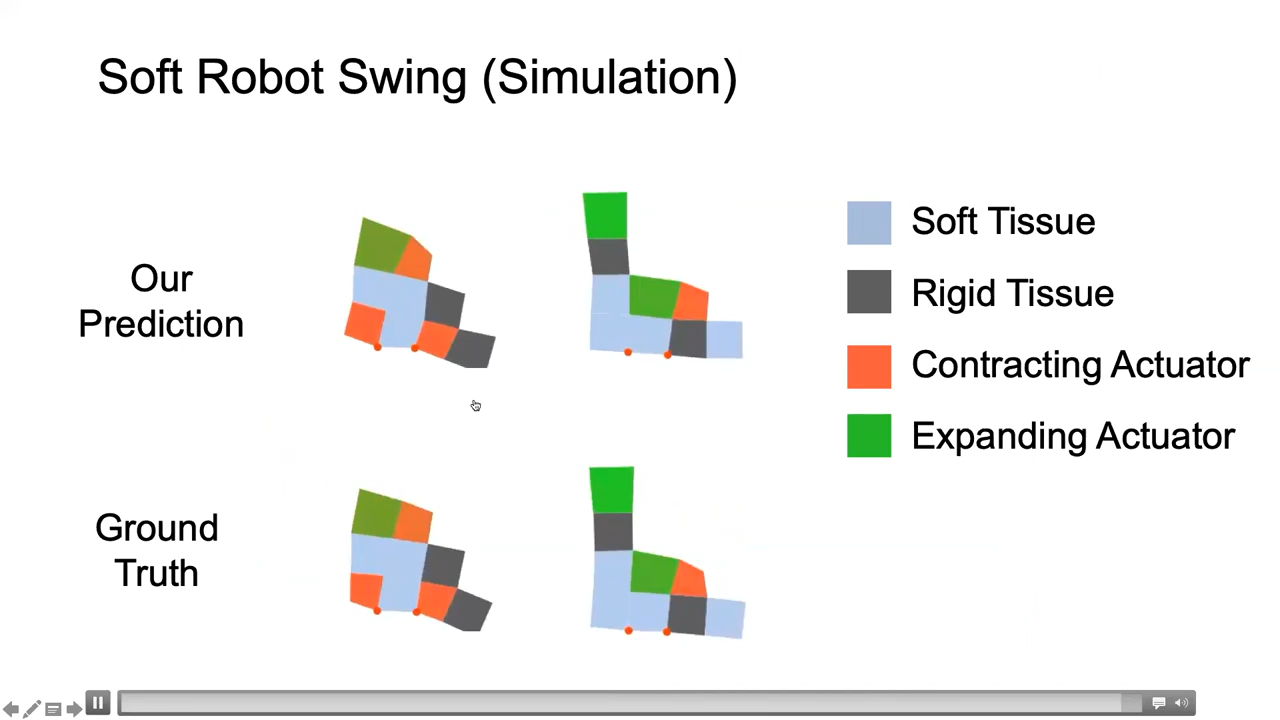 Soft Robot Swing (Simulation)
Our
Prediction
Soft Tissue
Rigid Tissue
Contracting Actuator
Expanding Actuator
Ground
Truth